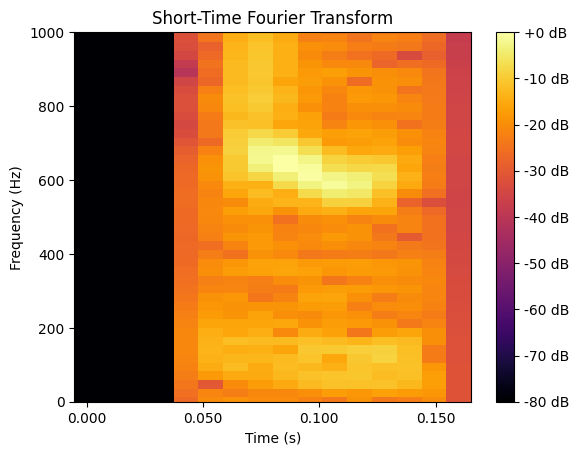 Short-Time Fourier Transform
Frequency (Hz)
1000
800
600
400
200
0
0.000
0.050
0.100
0.150
Time (s)
+0 dB
-10 dB
-20 dB
-30 dB
-40 dB
-50 dB
-60 dB
-70 dB
-80 dB